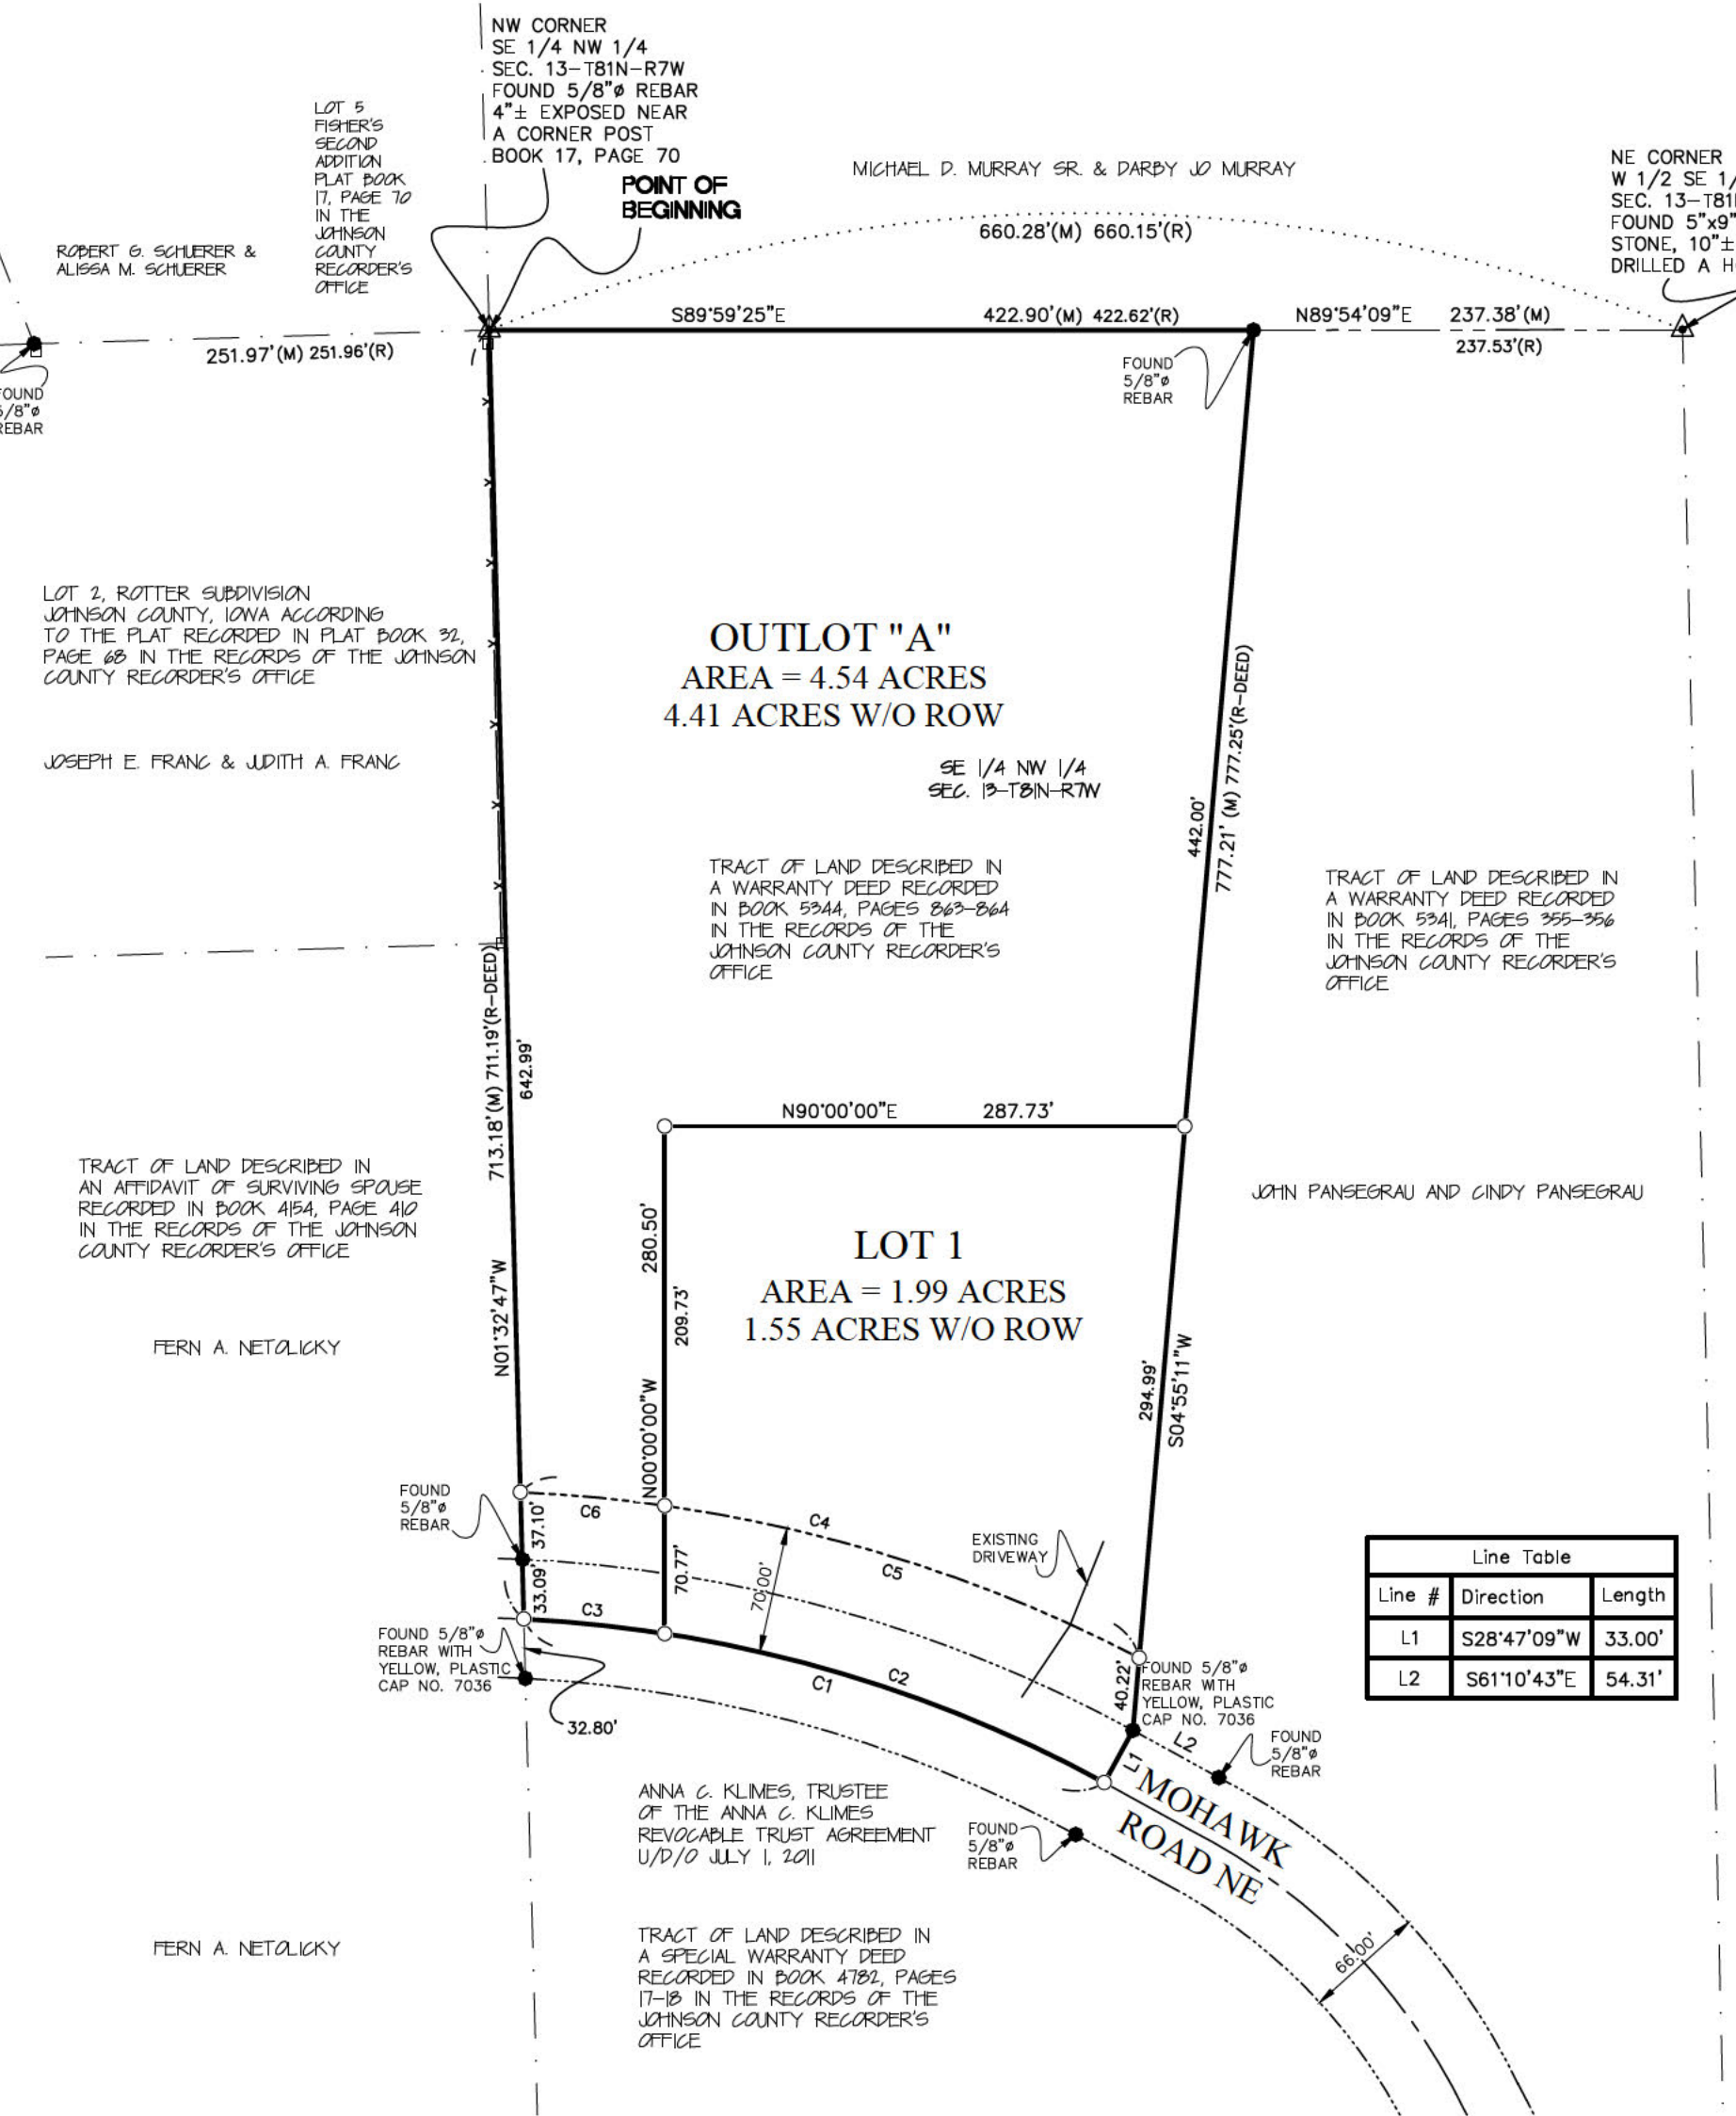 NW CORNER
SE 1/4 NW 1/4
SEC. 13-T81N-R7W
FOUND 5/8"ø REBAR
4"± EXPOSED NEAR
A CORNER POST
BOOK 17, PAGE 70
LOT 5
FISHER'S
SECOND
ADDITION
PLAT BOOK
17, PAGE 70
IN THE
JOHNSON
COUNTY
RECORDER'S
OFFICE
POINT OF
BEGINNING
MICHAEL D. MURRAY SR. & DARBY JO MURRAY
NE CORNER
W 1/2 SE 1/
SEC. 13-T81
FOUND 5"x9"
STONE, 10"±
DRILLED A H
ROBERT G. SCHUERER &
ALISSA M. SCHUERER
660.28'(M) 660.15'(R)
S89°59'25"E
422.90'(M) 422.62'(R)
N89°54'09"E
237.38'(M)
237.53'(R)
251.97'(M) 251.96'(R)
FOUND
5/8"ø
REBAR
FOUND
5/8"ø
REBAR
LOT 2, ROTTER SUBDIVISION
JOHNSON COUNTY, IOWA ACCORDING
TO THE PLAT RECORDED IN PLAT BOOK 32,
PAGE 68 IN THE RECORDS OF THE JOHNSON
COUNTY RECORDER'S OFFICE
JOSEPH E. FRANC & JUDITH A. FRANC
OUTLOT "A"
AREA = 4.54 ACRES
4.41 ACRES W/O ROW
SE 1/4 NW 1/4
SEC. 13-T81N-R7W
442.00'
777.21' (M) 777.25'(R-DEED)
TRACT OF LAND DESCRIBED IN
A WARRANTY DEED RECORDED
IN BOOK 5344, PAGES 863-864
IN THE RECORDS OF THE
JOHNSON COUNTY RECORDER'S
OFFICE
TRACT OF LAND DESCRIBED IN
A WARRANTY DEED RECORDED
IN BOOK 5341, PAGES 355-356
IN THE RECORDS OF THE
JOHNSON COUNTY RECORDER'S
OFFICE
713.18'(M) 711.19'(R-DEED)
642.99'
N01°32'47"W
N90°00'00"E
287.73'
TRACT OF LAND DESCRIBED IN
AN AFFIDAVIT OF SURVIVING SPOUSE
RECORDED IN BOOK 4154, PAGE 410
IN THE RECORDS OF THE JOHNSON
COUNTY RECORDER'S OFFICE
FERN A. NETOLICKY
JOHN PANSEGRAU AND CINDY PANSEGRAU
280.50'
209.73'
N00°00'00"W
LOT 1
AREA = 1.99 ACRES
1.55 ACRES W/O ROW
294.99'
S04°55'11"W
FOUND
5/8"ø
REBAR
37.10'
33.09'
C6
C4
C5
C3
C2
C1
70.77'
70.00'
EXISTING
DRIVEWAY
FOUND 5/8"ø
REBAR WITH
YELLOW, PLASTIC
CAP NO. 7036
32.80'
40.22'
FOUND 5/8"ø
REBAR WITH
YELLOW, PLASTIC
CAP NO. 7036
L2
L1
FOUND
5/8"ø
REBAR
Line Table
Line # Direction Length
L1 S28°47'09"W 33.00'
L2 S61°10'43"E 54.31'
MOHAWK
ROAD NE
FOUND
5/8"ø
REBAR
66.00'
ANNA C. KLIMES, TRUSTEE
OF THE ANNA C. KLIMES
REVOCABLE TRUST AGREEMENT
U/D/O JULY 1, 2011
FERN A. NETOLICKY
TRACT OF LAND DESCRIBED IN
A SPECIAL WARRANTY DEED
RECORDED IN BOOK 4782, PAGES
17-18 IN THE RECORDS OF THE
JOHNSON COUNTY RECORDER'S
OFFICE